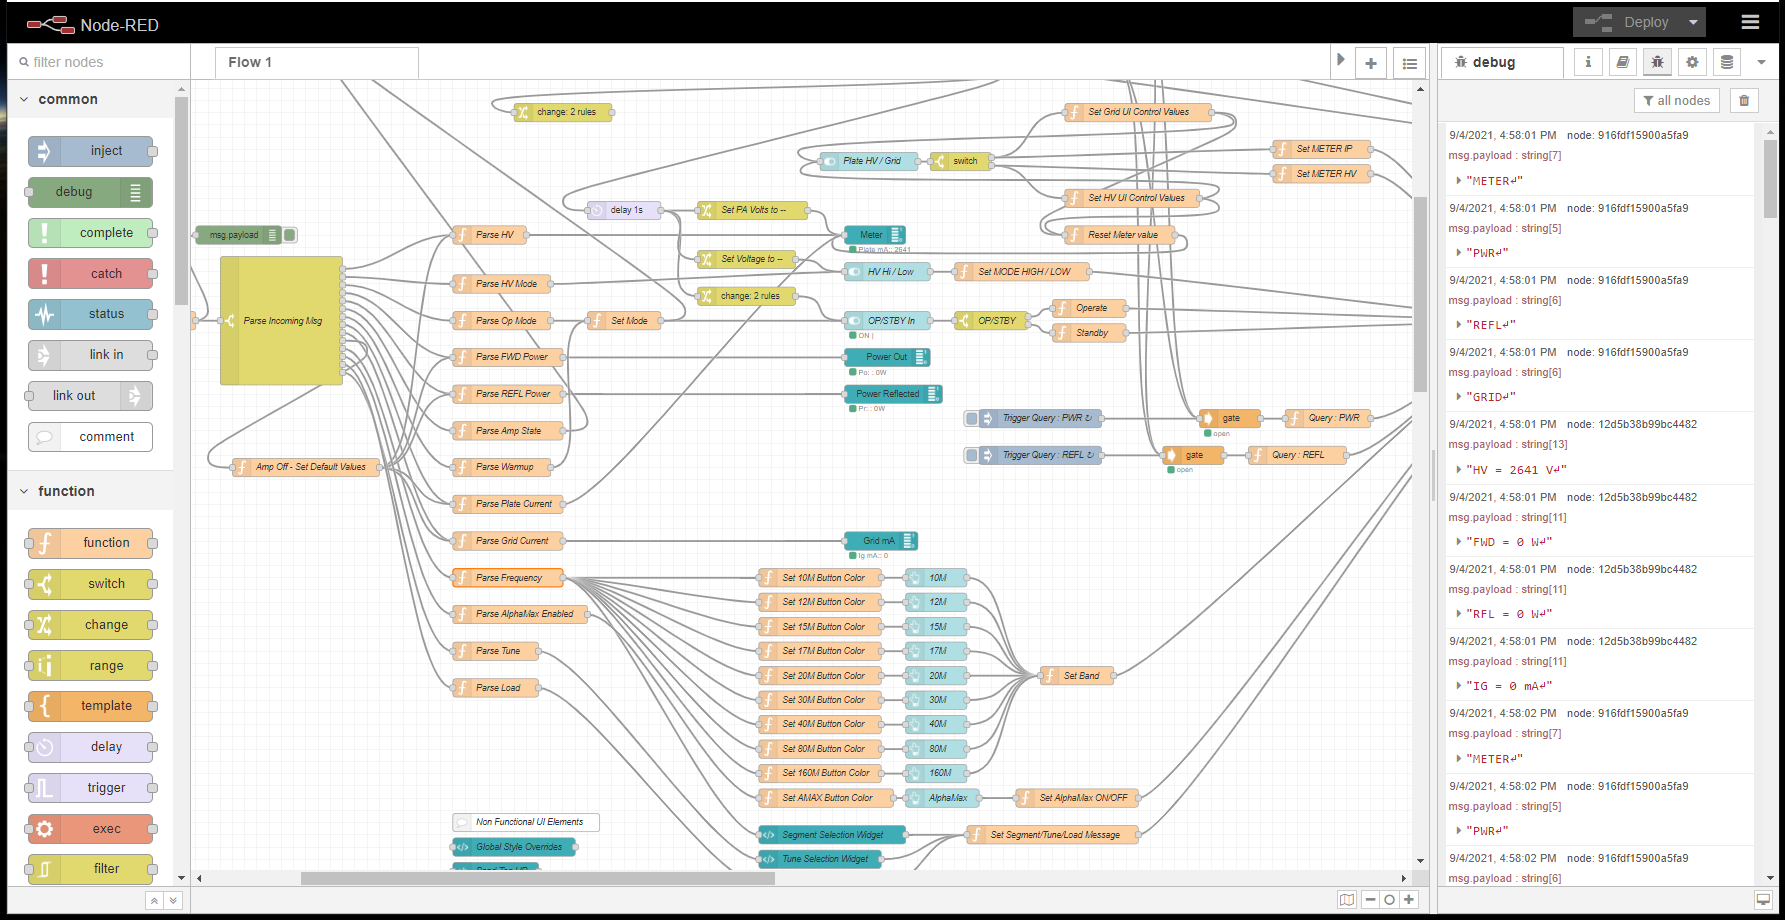 Node-RED
Deploy
filter nodes
Flow 1
debug
all nodes
common
inject
debug
complete
catch
status
link in
link out
comment
function
function
switch
change
range
template
delay
trigger
exec
filter
change: 2 rules
Set Grid UI Control Values
Plate HV / Grid
switch
Set METER IP
Set METER HV
Set HV UI Control Values
delay 1s
Set PA Volts to --
msg.payload
Parse HV
Meter
Plate mA:: 2641
Reset Meter value
Set Voltage to --
HV Hi / Low
Set MODE HIGH / LOW
Parse HV Mode
change: 2 rules
Operate
Parse Incoming Msg
Parse Op Mode
Set Mode
OP/STBY In
ON |
OP/STBY
Standby
Parse FWD Power
Power Out
Po: : 0W
Parse REFL Power
Power Reflected
Pr: : 0W
Trigger Query : PWR ↻
gate
open
Query : PWR
Parse Amp State
Trigger Query : REFL ↻
gate
open
Query : REFL
Amp Off - Set Default Values
Parse Warmup
Parse Plate Current
Parse Grid Current
Grid mA
Ig mA:: 0
Parse Frequency
Set 10M Button Color
10M
Set 12M Button Color
12M
Parse AlphaMax Enabled
Set 15M Button Color
15M
Parse Tune
Set 17M Button Color
17M
Set 20M Button Color
20M
Set Band
Parse Load
Set 30M Button Color
30M
Set 40M Button Color
40M
Set 80M Button Color
80M
Set 160M Button Color
160M
Set AMAX Button Color
AlphaMax
Set AlphaMax ON/OFF
Non Functional UI Elements
Segment Selection Widget
Set Segment/Tune/Load Message
Global Style Overrides
Tune Selection Widget
9/4/2021, 4:58:01 PM node: 916fdf15900a5fa9
msg.payload : string[7]
"METER↵"
9/4/2021, 4:58:01 PM node: 916fdf15900a5fa9
msg.payload : string[5]
"PWR↵"
9/4/2021, 4:58:01 PM node: 916fdf15900a5fa9
msg.payload : string[6]
"REFL↵"
9/4/2021, 4:58:01 PM node: 916fdf15900a5fa9
msg.payload : string[6]
"GRID↵"
9/4/2021, 4:58:01 PM node: 12d5b38b99bc4482
msg.payload : string[13]
"HV = 2641 V↵"
9/4/2021, 4:58:01 PM node: 12d5b38b99bc4482
msg.payload : string[11]
"FWD = 0 W↵"
9/4/2021, 4:58:01 PM node: 12d5b38b99bc4482
msg.payload : string[11]
"RFL = 0 W↵"
9/4/2021, 4:58:01 PM node: 12d5b38b99bc4482
msg.payload : string[11]
"IG = 0 mA↵"
9/4/2021, 4:58:02 PM node: 916fdf15900a5fa9
msg.payload : string[7]
"METER↵"
9/4/2021, 4:58:02 PM node: 916fdf15900a5fa9
msg.payload : string[5]
"PWR↵"
9/4/2021, 4:58:02 PM node: 916fdf15900a5fa9
msg.payload : string[6]